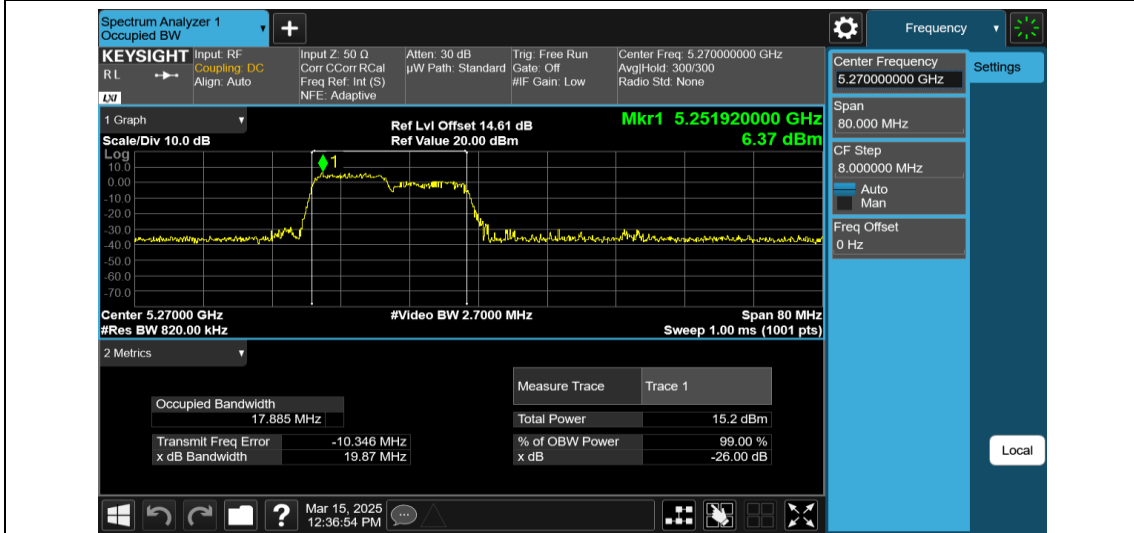 Spectrum Analyzer 1
Occupied BW
Frequency
KEYSIGHT
R L
LXI
Input: RF
Coupling: DC
Align: Auto
Input Z: 50 Ω
Corr CCorr RCal
Freq Ref: Int (S)
NFE: Adaptive
Atten: 30 dB
µW Path: Standard
Trig: Free Run
Gate: Off
#IF Gain: Low
Center Freq: 5.270000000 GHz
Avg|Hold: 300/300
Radio Std: None
Center Frequency
5.270000000 GHz
Settings
Span
80.000 MHz
CF Step
8.000000 MHz
Auto
Man
Freq Offset
0 Hz
1 Graph
Scale/Div 10.0 dB
Ref Lvl Offset 14.61 dB
Ref Value 20.00 dBm
Mkr1 5.251920000 GHz
6.37 dBm
Log
1
10.0
0.00
-10.0
-20.0
-30.0
-40.0
-50.0
-60.0
-70.0
Center 5.27000 GHz
#Res BW 820.00 kHz
#Video BW 2.7000 MHz
Span 80 MHz
Sweep 1.00 ms (1001 pts)
2 Metrics
Measure Trace Trace 1
Occupied Bandwidth
17.885 MHz
Total Power 15.2 dBm
Transmit Freq Error -10.346 MHz
% of OBW Power 99.00 %
x dB Bandwidth 19.87 MHz
x dB -26.00 dB
Local
?
Mar 15, 2025
12:36:54 PM